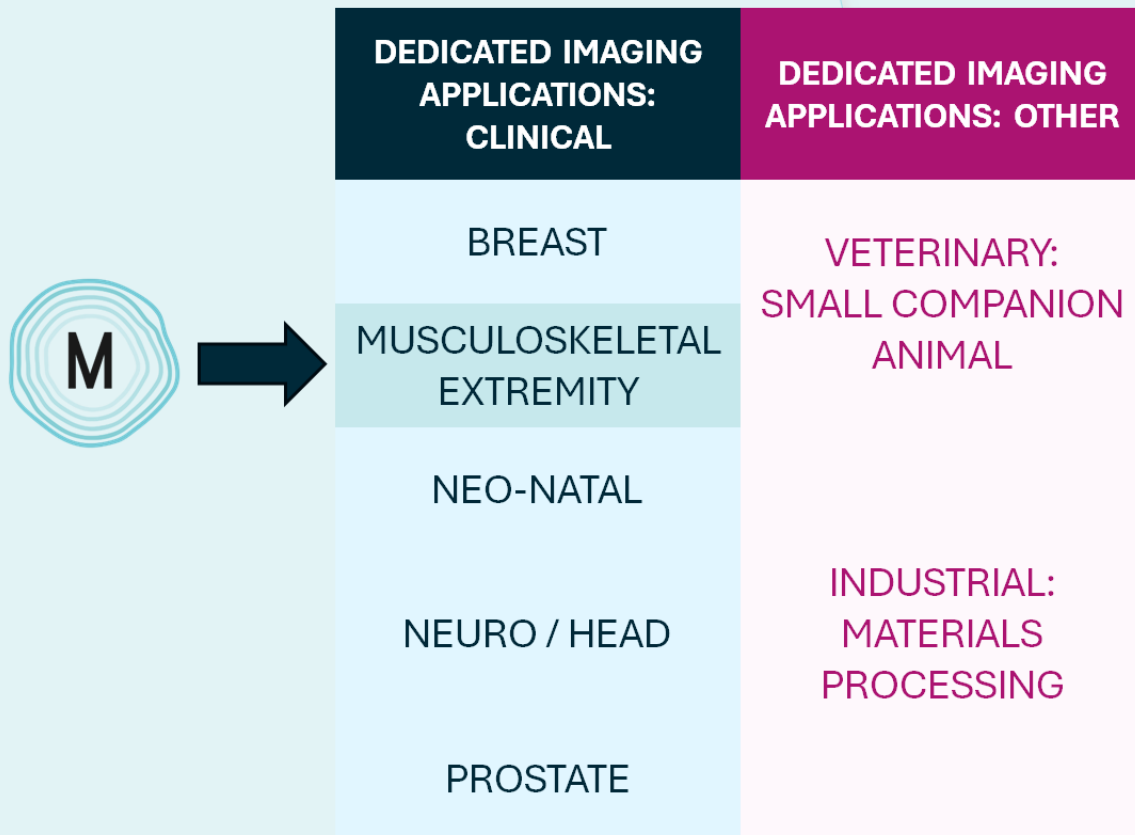 DEDICATED IMAGING
APPLICATIONS:
CLINICAL
DEDICATED IMAGING
APPLICATIONS: OTHER
M
BREAST
MUSCULOSKELETAL
EXTREMITY
NEO-NATAL
NEURO / HEAD
PROSTATE
VETERINARY:
SMALL COMPANION
ANIMAL
INDUSTRIAL:
MATERIALS
PROCESSING